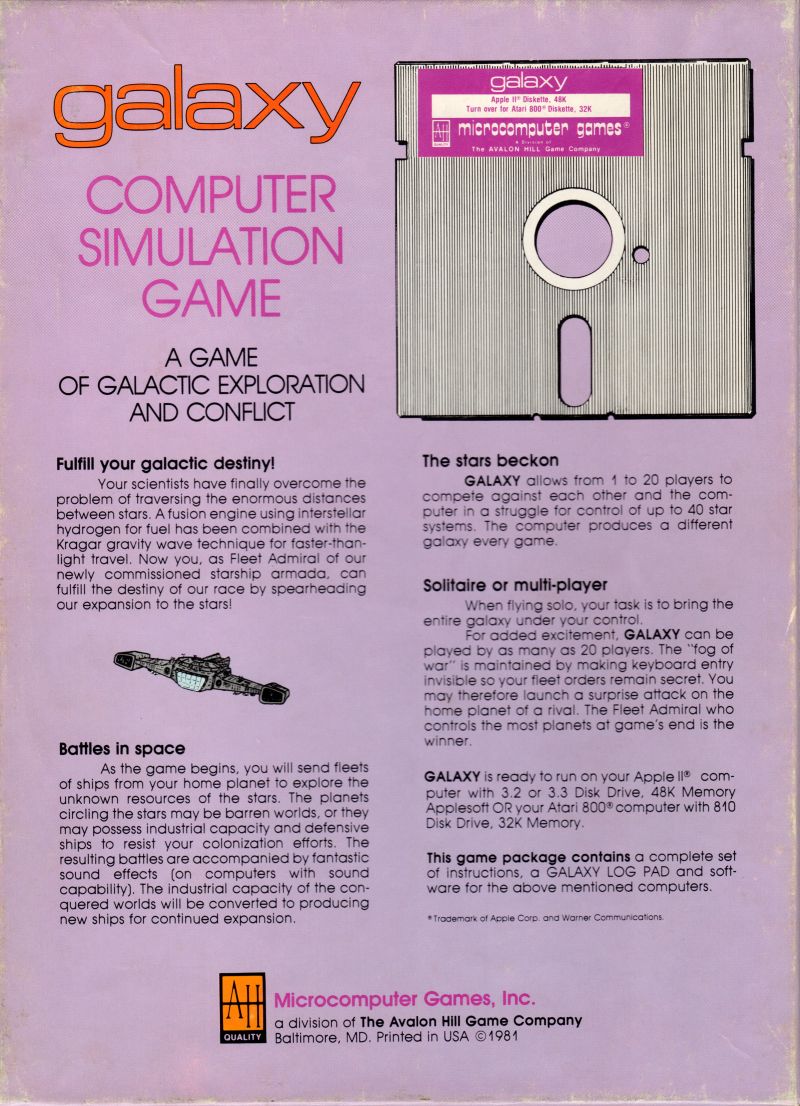 galaxy
COMPUTER
SIMULATION
GAME
A GAME
OF GALACTIC EXPLORATION
AND CONFLICT
galaxy
Apple II® Diskette, 48K
Turn over for Atari 800® Diskette, 32K
AH
QUALITY
microcomputer games®
A Division of
The AVALON HILL Game Company
Fulfill your galactic destiny!
Your scientists have finally overcome the
problem of traversing the enormous distances
between stars. A fusion engine using interstellar
hydrogen for fuel has been combined with the
Kragar gravity wave technique for faster-than-
light travel. Now you, as Fleet Admiral of our
newly commissioned starship armada, can
fulfill the destiny of our race by spearheading
our expansion to the stars!
Battles in space
As the game begins, you will send fleets
of ships from your home planet to explore the
unknown resources of the stars. The planets
circling the stars may be barren worlds, or they
may possess industrial capacity and defensive
ships to resist your colonization efforts. The
resulting battles are accompanied by fantastic
sound effects (on computers with sound
capability). The industrial capacity of the con-
quered worlds will be converted to producing
new ships for continued expansion.
The stars beckon
GALAXY allows from 1 to 20 players to
compete against each other and the com-
puter in a struggle for control of up to 40 star
systems. The computer produces a different
galaxy every game.
Solitaire or multi-player
When flying solo, your task is to bring the
entire galaxy under your control.
For added excitement, GALAXY can be
played by as many as 20 players. The "fog of
war" is maintained by making keyboard entry
invisible so your fleet orders remain secret. You
may therefore launch a surprise attack on the
home planet of a rival. The Fleet Admiral who
controls the most planets at game's end is the
winner.
GALAXY is ready to run on your Apple II® com-
puter with 3.2 or 3.3 Disk Drive, 48K Memory
Applesoft OR your Atari 800® computer with 810
Disk Drive, 32K Memory.
This game package contains a complete set
of instructions, a GALAXY LOG PAD and soft-
ware for the above mentioned computers.
®Trademark of Apple Corp. and Warner Communications.
AH
QUALITY
Microcomputer Games, Inc.
a division of The Avalon Hill Game Company
Baltimore, MD. Printed in USA ©1981